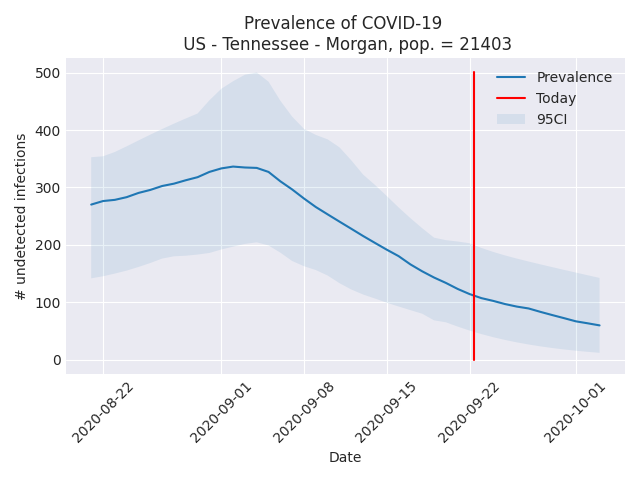 Prevalence of COVID-19
US - Tennessee - Morgan, pop. = 21403
# undetected infections
500
400
300
200
100
0
Prevalence
Today
95CI
2020-08-22
2020-09-01
2020-09-08
2020-09-15
2020-09-22
2020-10-01
Date